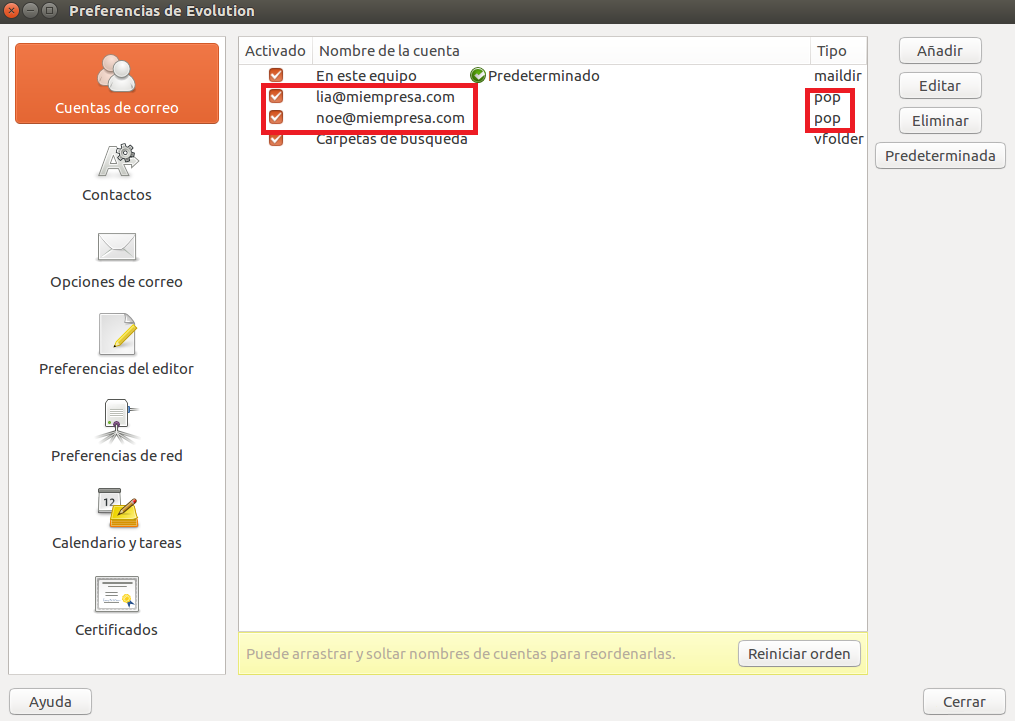 Preferencias de Evolution
Cuentas de correo
Contactos
Opciones de correo
Preferencias del editor
Preferencias de red
12
Calendario y tareas
Certificados
Activado Nombre de la cuenta Tipo
En este equipo Predeterminado maildir
lia@miempresa.com pop
noe@miempresa.com pop
Carpetas de búsqueda vfolder
Puede arrastrar y soltar nombres de cuentas para reordenarlas. Reiniciar orden
Añadir
Editar
Eliminar
Predeterminada
Ayuda
Cerrar